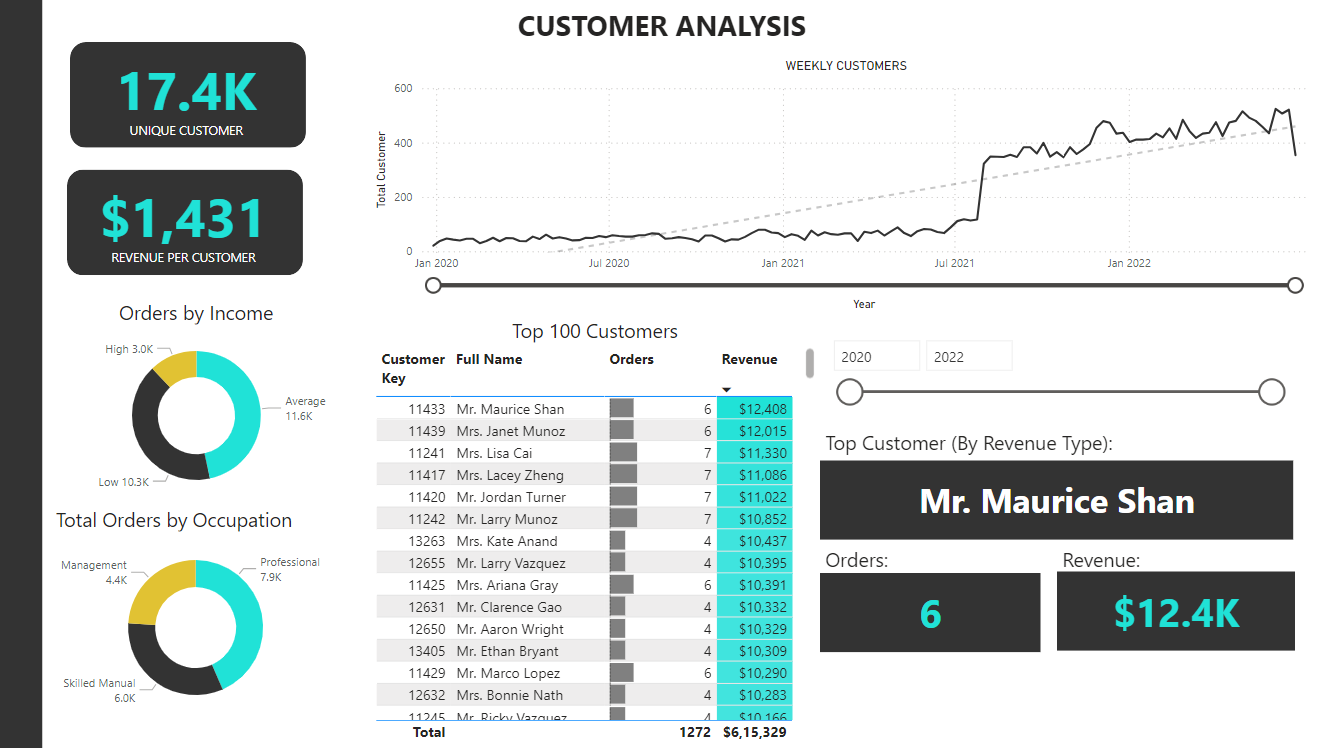 CUSTOMER ANALYSIS
17.4K
UNIQUE CUSTOMER
$1,431
REVENUE PER CUSTOMER
WEEKLY CUSTOMERS
Total Customer
600
400
200
0
Jan 2020 Jul 2020 Jan 2021 Jul 2021 Jan 2022
Year
Orders by Income
High 3.0K
Average
11.6K
Low 10.3K
Total Orders by Occupation
Management
4.4K
Professional
7.9K
Skilled Manual
6.0K
Top 100 Customers
Customer Key Full Name Orders Revenue
11433 Mr. Maurice Shan 6 $12,408
11439 Mrs. Janet Munoz 6 $12,015
11241 Mrs. Lisa Cai 7 $11,330
11417 Mrs. Lacey Zheng 7 $11,086
11420 Mr. Jordan Turner 7 $11,022
11242 Mr. Larry Munoz 7 $10,852
13263 Mrs. Kate Anand 4 $10,437
12655 Mr. Larry Vazquez 4 $10,395
11425 Mrs. Ariana Gray 6 $10,391
12631 Mr. Clarence Gao 4 $10,332
12650 Mr. Aaron Wright 4 $10,329
13405 Mr. Ethan Bryant 4 $10,309
11429 Mr. Marco Lopez 6 $10,290
12632 Mrs. Bonnie Nath 4 $10,283
11245 Mr. Ricky Vazquez 4 $10,166
Total 1272 $6,15,329
2020 2022
Top Customer (By Revenue Type):
Mr. Maurice Shan
Orders: Revenue:
6 $12.4K